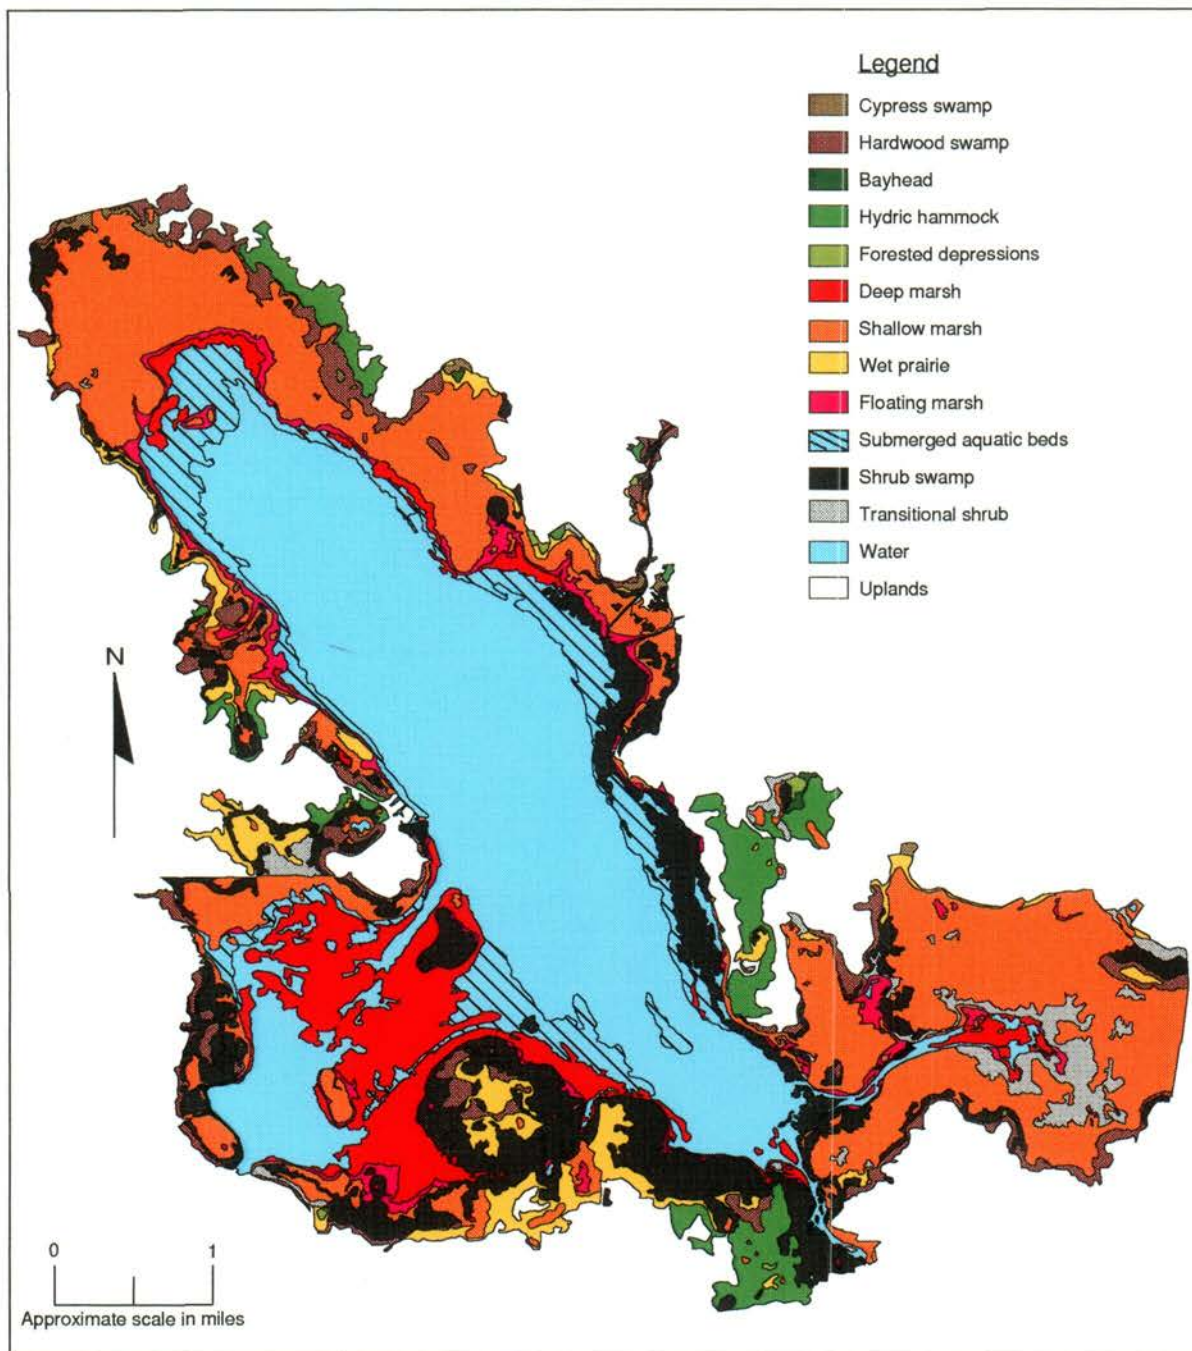 Legend
Cypress swamp
Hardwood swamp
Bayhead
Hydric hammock
Forested depressions
Deep marsh
Shallow marsh
Wet prairie
Floating marsh
Submerged aquatic beds
Shrub swamp
Transitional shrub
Water
Uplands
N
0 1
Approximate scale in miles